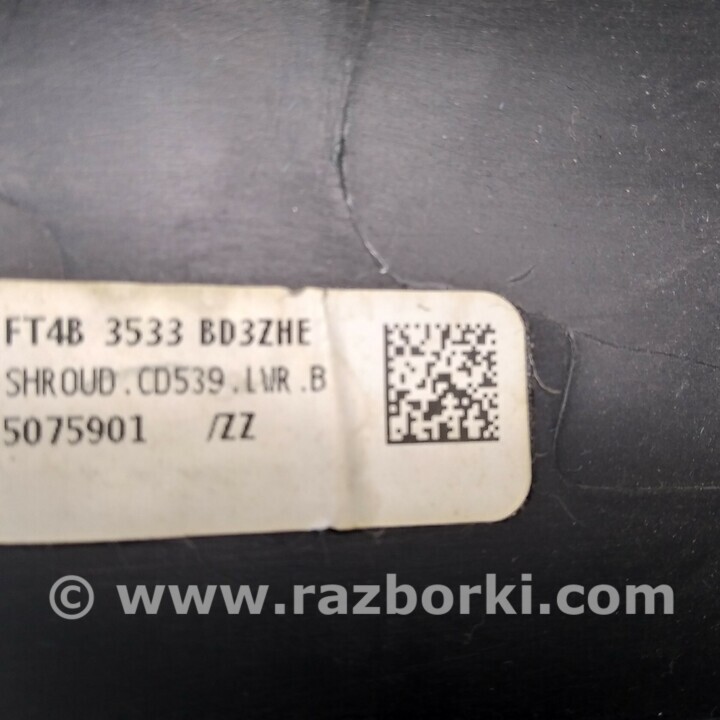 FT4B 3533 BD3ZHE
SHROUD.CD539.LWR.B
5075901 /ZZ
© www.razborki.com